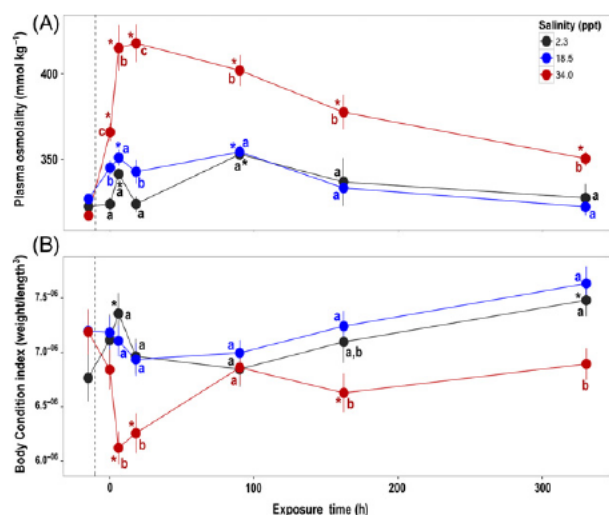 (A)
Salinity (ppt)
2.3
18.5
34.0
Plasma osmolality (mmol kg⁻¹)
400
350
* b
* c
* c
* b
* b
* b
* a
b
b
* a
a
a
* a
a
a*
a
a
(B)
Body Condition index (weight/length³)
7.5⁻⁰⁶
7.0⁻⁰⁶
6.5⁻⁰⁶
6.0⁻⁰⁶
* a
a
a
a
a
a
a,b
a
a
* a
a
* b
* b
a
* b
b
0
100
200
300
Exposure time (h)